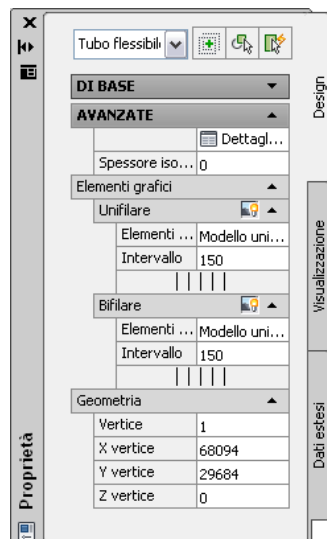 Tubo flessibil
DI BASE
AVANZATE
Dettagl...
Spessore iso... 0
Elementi grafici
Unifilare
Elementi ... Modello uni...
Intervallo 150
Bifilare
Elementi ... Modello uni...
Intervallo 150
Geometria
Vertice 1
X vertice 68094
Y vertice 29684
Z vertice 0
Design
Visualizzazione
Dati estesi
Proprietà